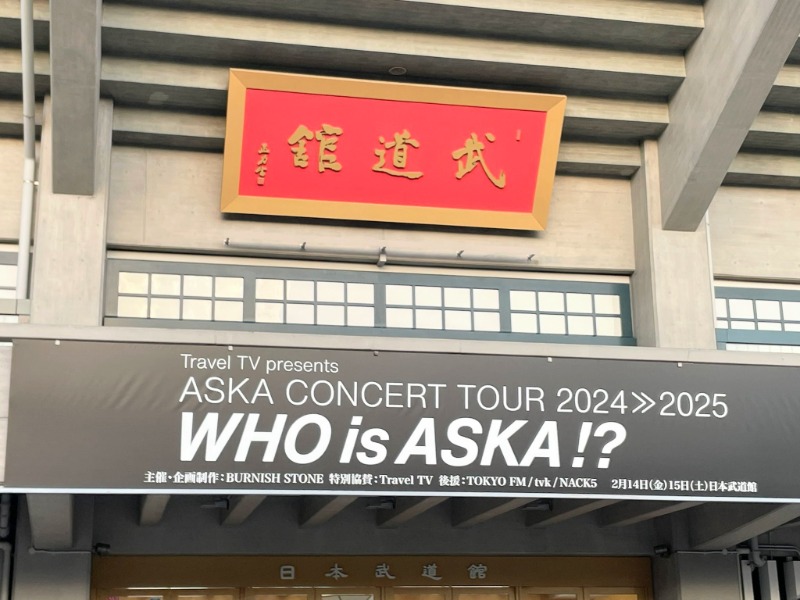 武道館
Travel TV presents
ASKA CONCERT TOUR 2024≫2025
WHO is ASKA !?
主催・企画制作：BURNISH STONE 特別協賛：Travel TV 後援：TOKYO FM / tvk / NACK5 2月14日(金)15日(土)日本武道館
日本武道館